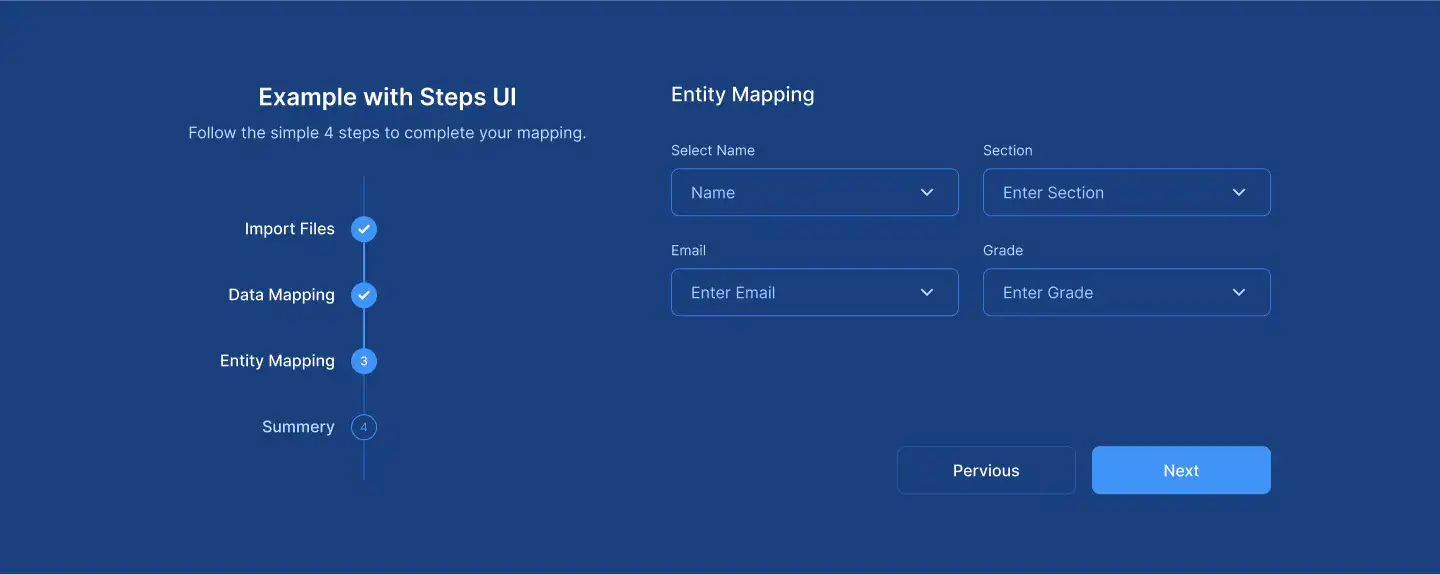 Example with Steps UI
Follow the simple 4 steps to complete your mapping.
Import Files
Data Mapping
Entity Mapping
3
Summery
4
Entity Mapping
Select Name
Name
Section
Enter Section
Email
Enter Email
Grade
Enter Grade
Pervious
Next